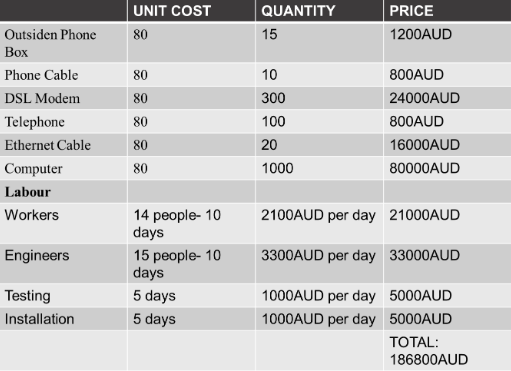 UNIT COST QUANTITY PRICE
Outsiden Phone Box 80 15 1200AUD
Phone Cable 80 10 800AUD
DSL Modem 80 300 24000AUD
Telephone 80 100 800AUD
Ethernet Cable 80 20 16000AUD
Computer 80 1000 80000AUD
Labour
Workers 14 people- 10 days 2100AUD per day 21000AUD
Engineers 15 people- 10 days 3300AUD per day 33000AUD
Testing 5 days 1000AUD per day 5000AUD
Installation 5 days 1000AUD per day 5000AUD
TOTAL:
186800AUD